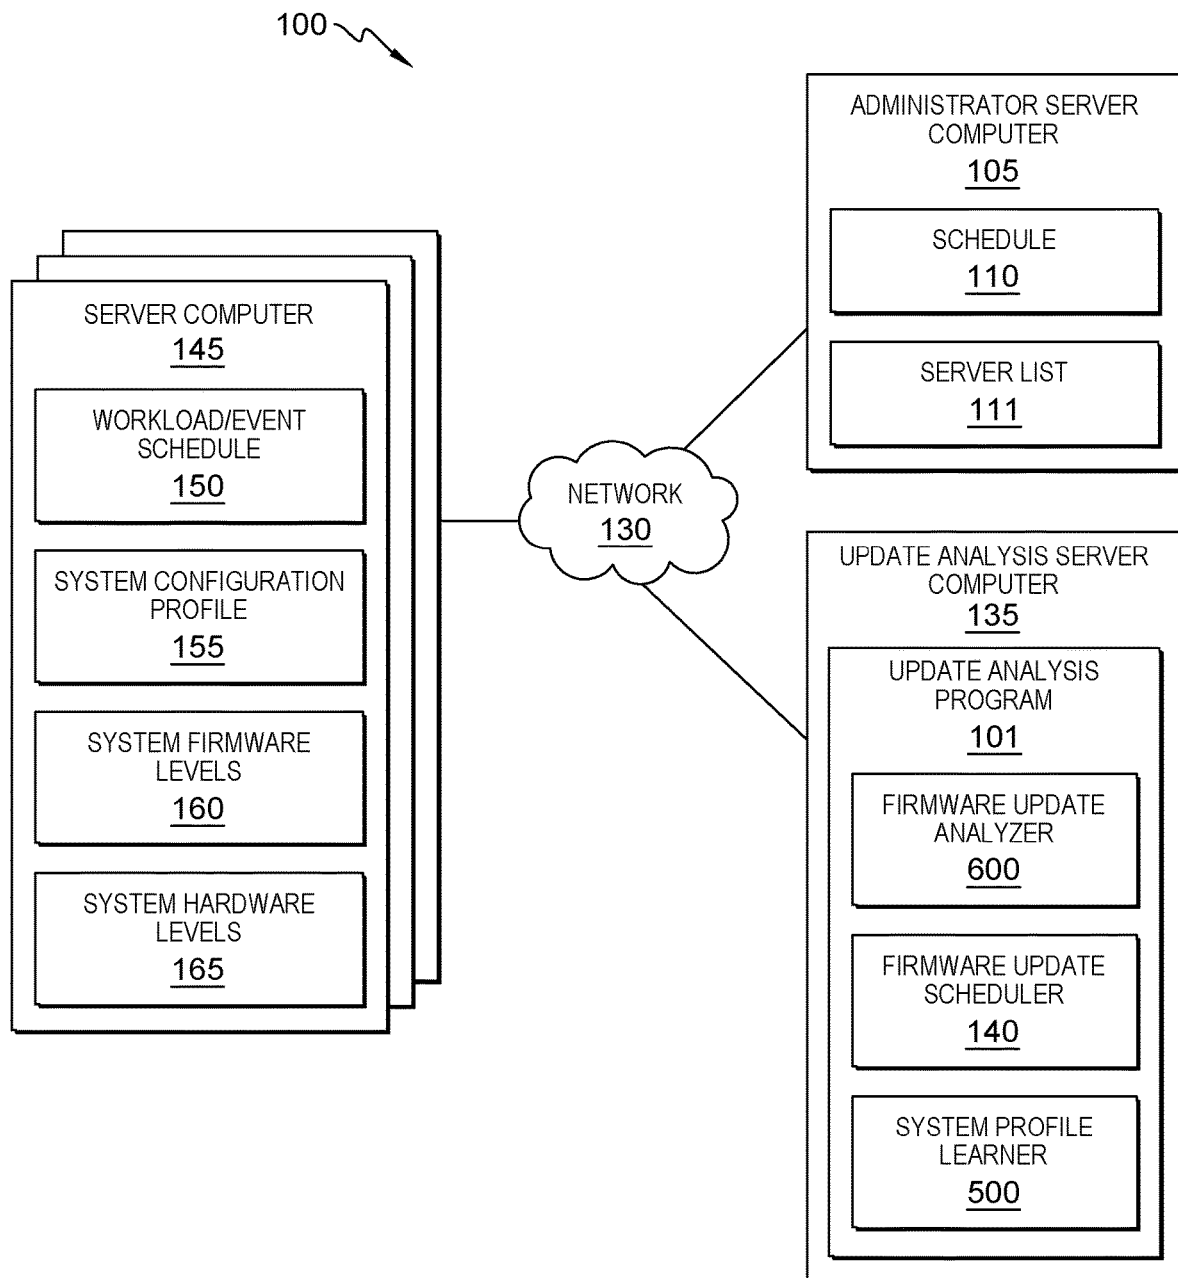 100
ADMINISTRATOR SERVER
COMPUTER
105
SCHEDULE
110
SERVER LIST
111
SERVER COMPUTER
145
WORKLOAD/EVENT
SCHEDULE
150
SYSTEM CONFIGURATION
PROFILE
155
SYSTEM FIRMWARE
LEVELS
160
SYSTEM HARDWARE
LEVELS
165
NETWORK
130
UPDATE ANALYSIS SERVER
COMPUTER
135
UPDATE ANALYSIS
PROGRAM
101
FIRMWARE UPDATE
ANALYZER
600
FIRMWARE UPDATE
SCHEDULER
140
SYSTEM PROFILE
LEARNER
500